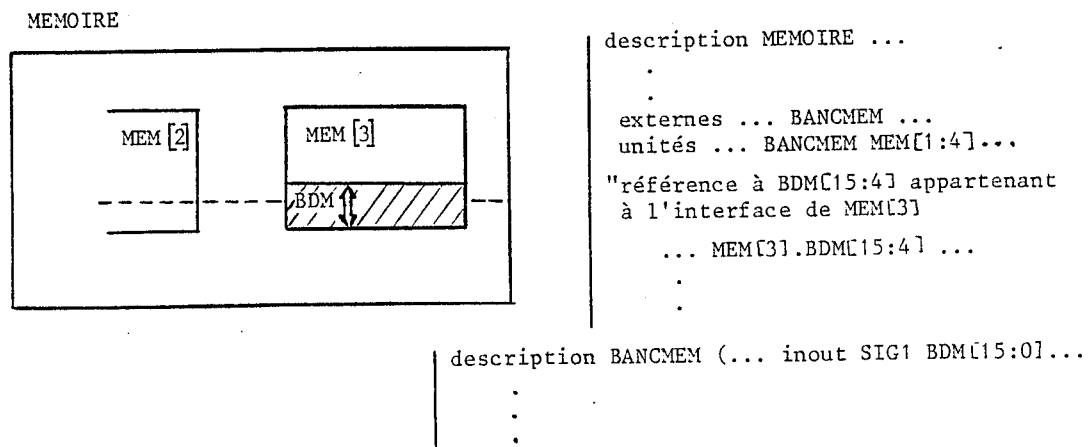 MEMOIRE
MEM [2]
MEM [3]
BDM
description MEMOIRE ...
.
.
externes ... BANCMEM ...
unités ... BANCMEM MEM[1:4]...
"référence à BDM[15:4] appartenant
à l'interface de MEM[3]
... MEM[3].BDM[15:4] ...
.
.
description BANCMEM (... inout SIG1 BDM[15:0]...
.
.
.